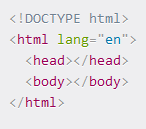 <!DOCTYPE html>
<html lang="en">
  <head></head>
  <body></body>
</html>